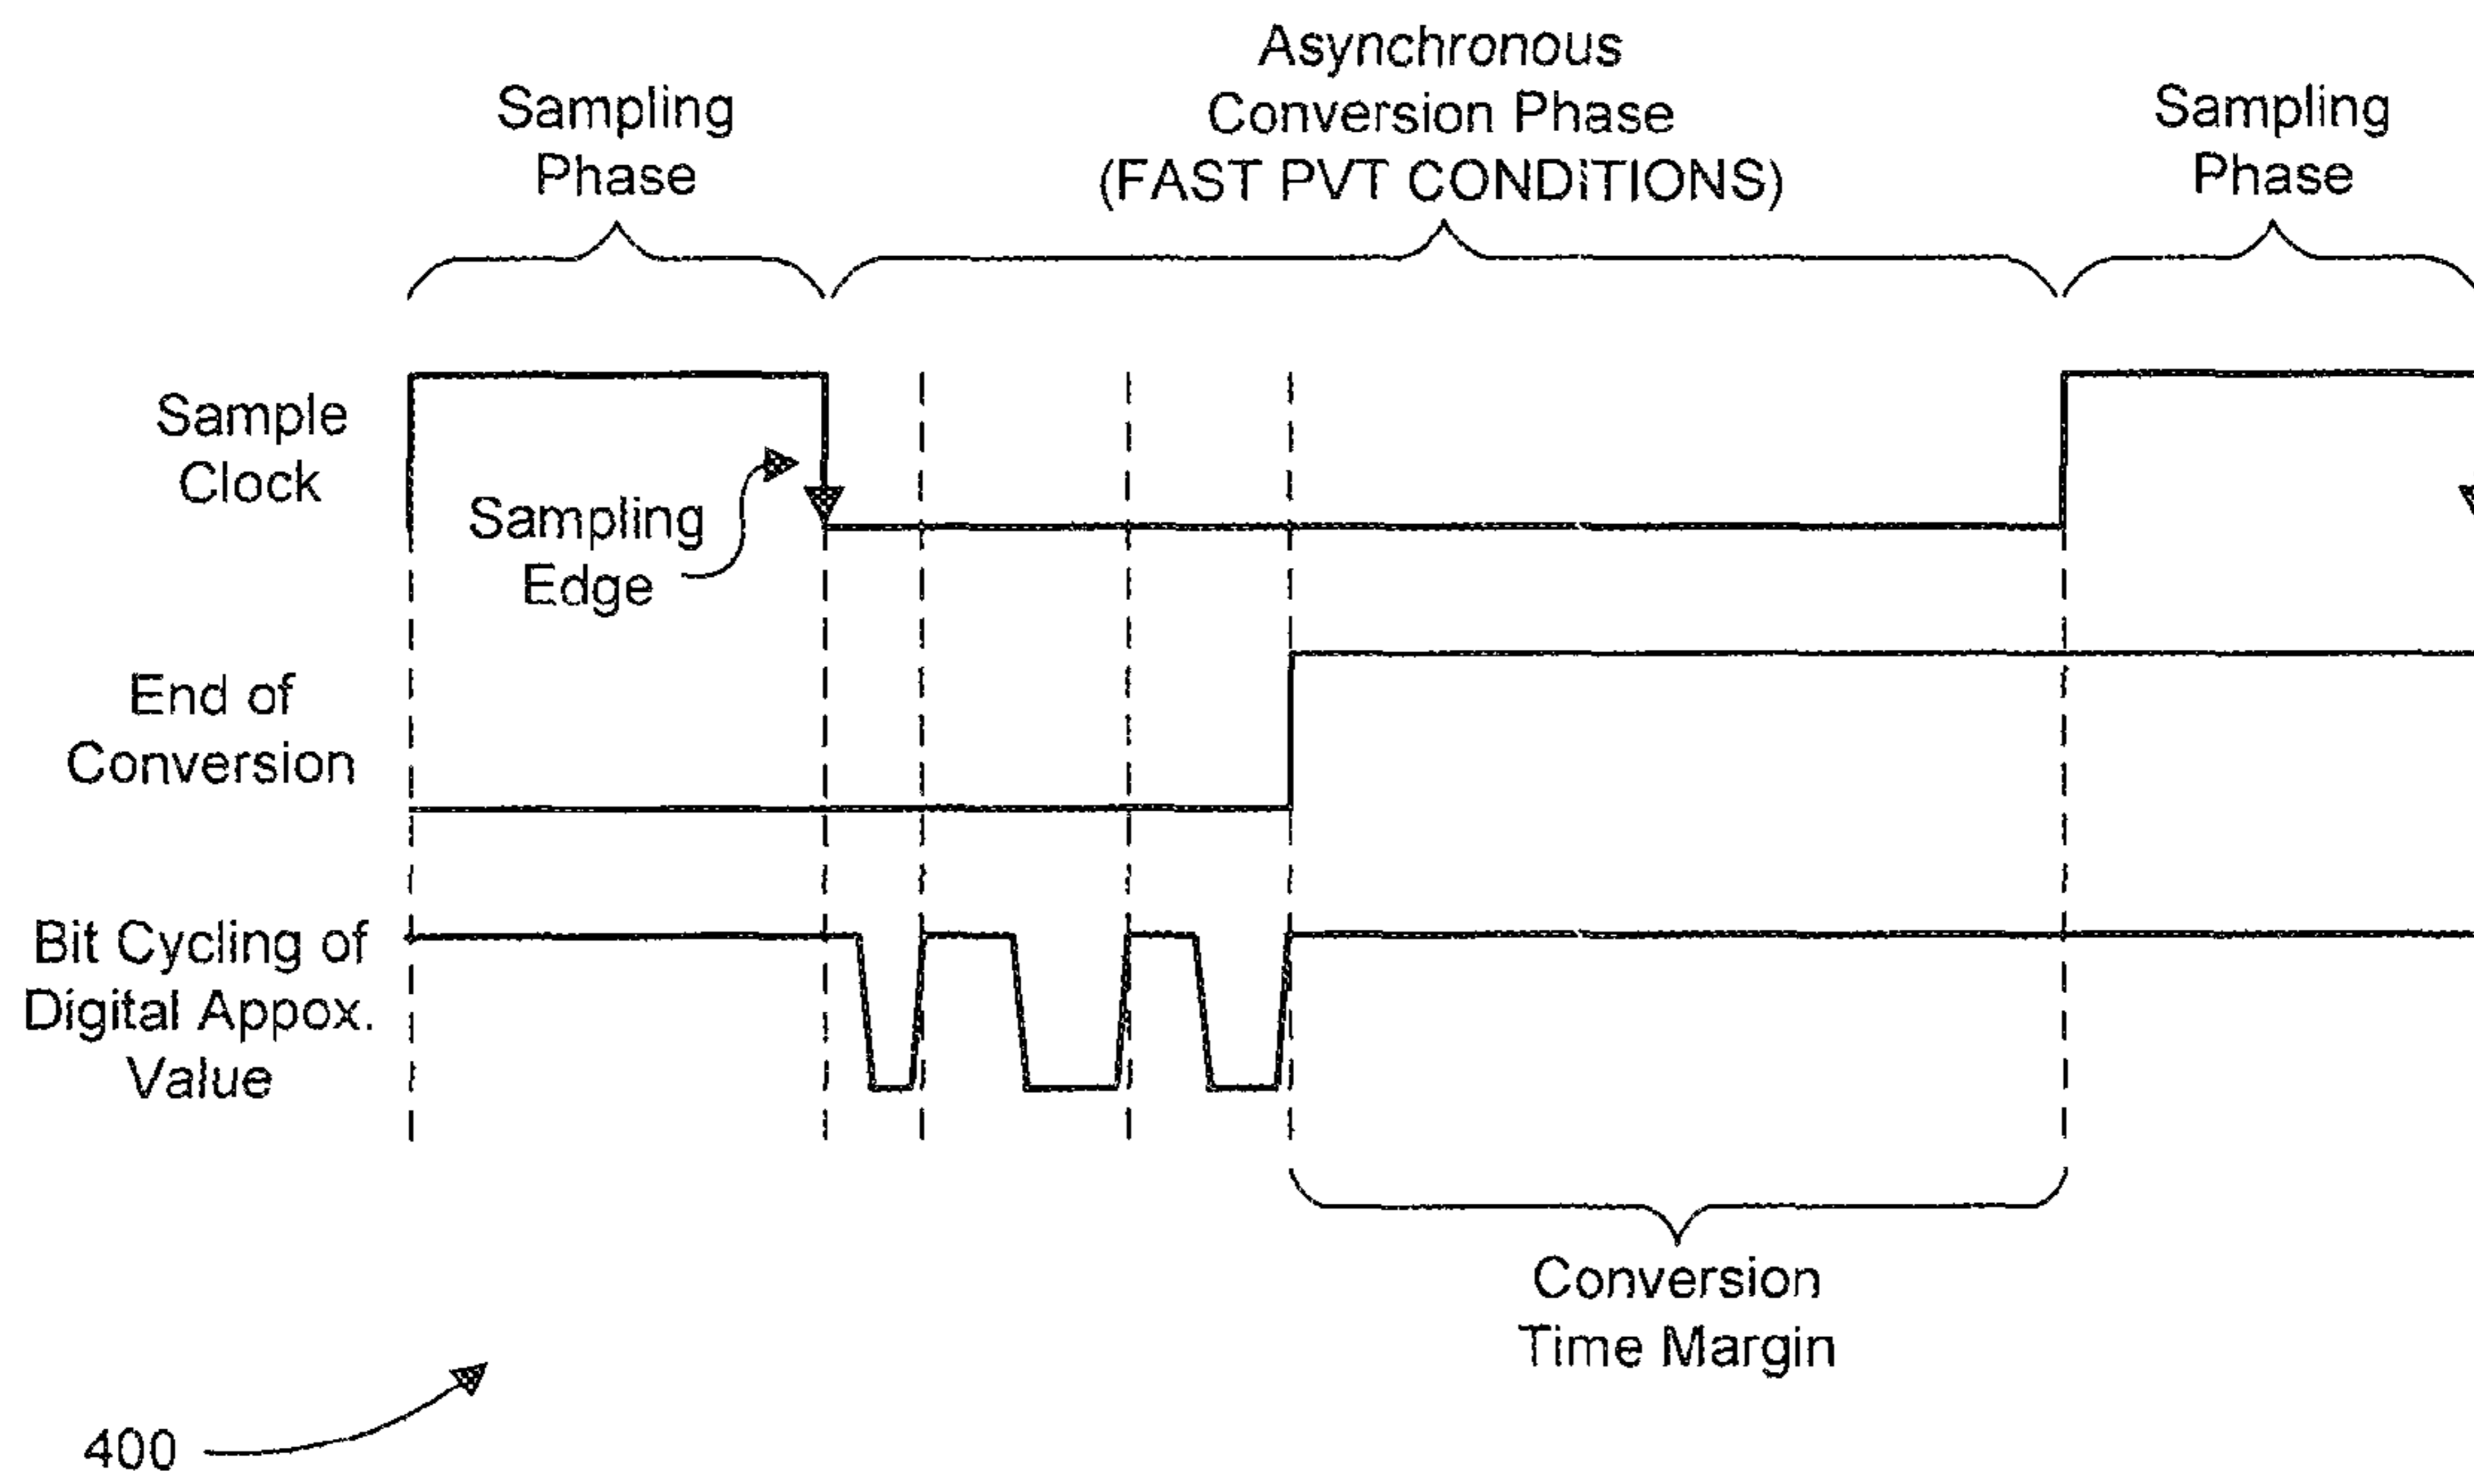 Sampling
Phase
Asynchronous
Conversion Phase
(FAST PVT CONDITIONS)
Sampling
Phase
Sample
Clock
Sampling
Edge
End of
Conversion
Bit Cycling of
Digital Appox.
Value
Conversion
Time Margin
400